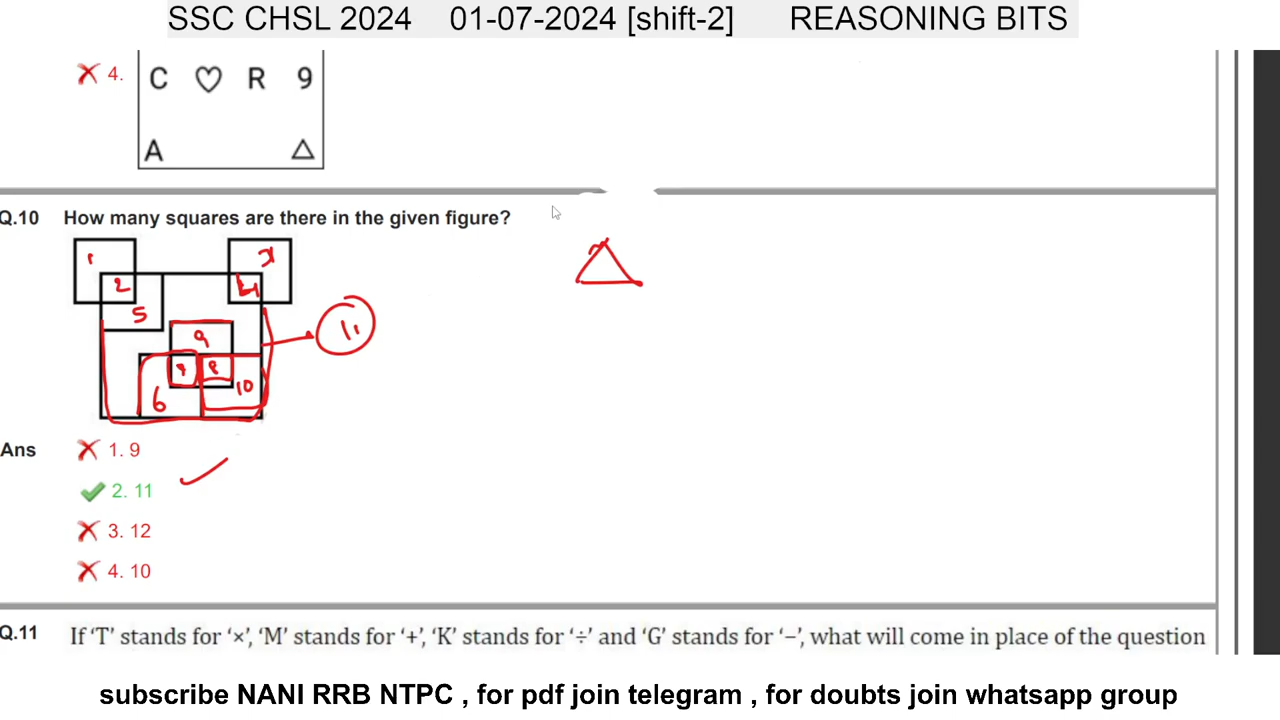 SSC CHSL 2024 01-07-2024 [shift-2] REASONING BITS
4. C ♡ R 9
A △
Q.10 How many squares are there in the given figure?
1 2 4 5 9 7 8 6 10 11
Ans 1. 9
2. 11
3. 12
4. 10
Q.11 If ‘T’ stands for ‘×’, ‘M’ stands for ‘+’, ‘K’ stands for ‘÷’ and ‘G’ stands for ‘−’, what will come in place of the question
subscribe NANI RRB NTPC , for pdf join telegram , for doubts join whatsapp group